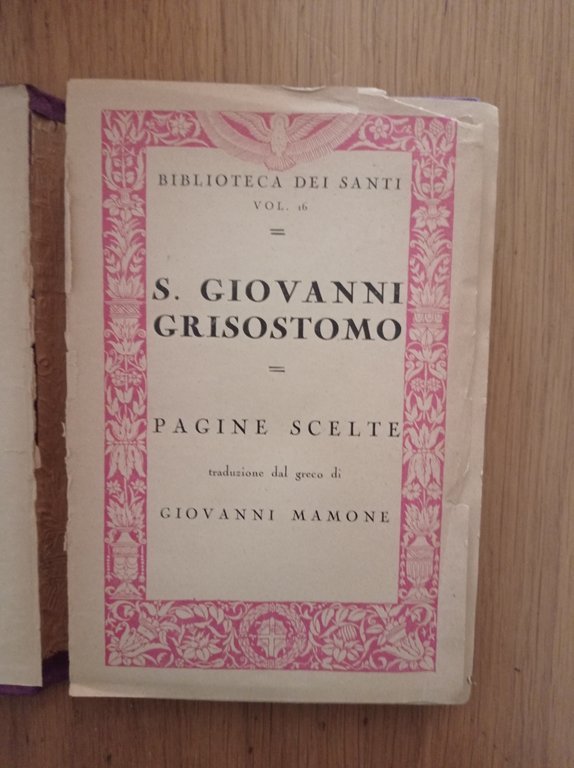 BIBLIOTECA DEI SANTI
VOL. 16
S. GIOVANNI
GRISOSTOMO
PAGINE SCELTE
traduzione dal greco di
GIOVANNI MAMONE